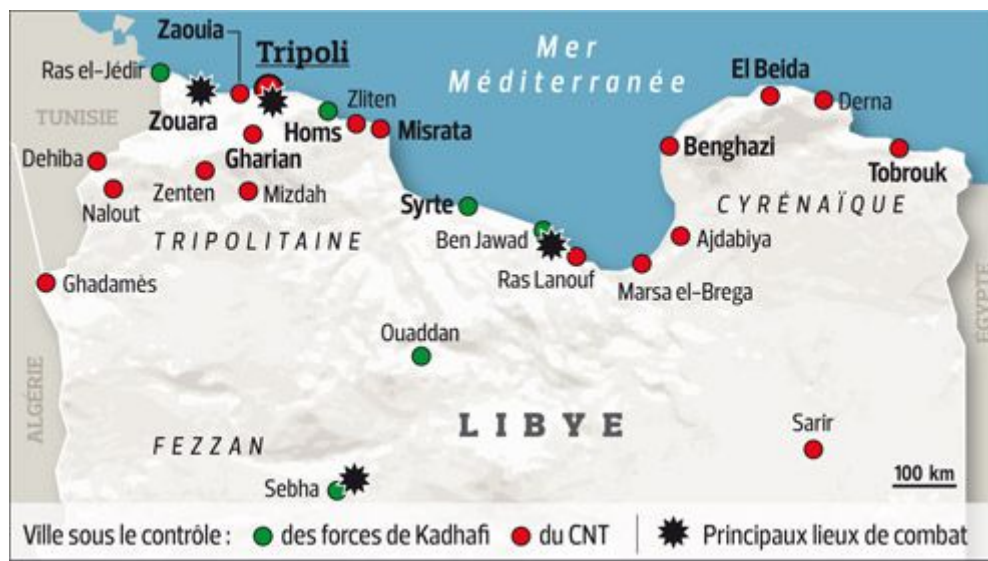 Zaouia
Tripoli
Mer
Méditerranée
Ras el-Jédir
El Beida
Derna
TUNISIE
Zouara
Homs
Zliten
Misrata
Benghazi
Tobrouk
Dehiba
Gharian
Nalout
Zenten
Mizdah
Syrte
CYRÉNAÏQUE
TRIPOLITAINE
Ben Jawad
Ajdabiya
Ghadamès
Ras Lanouf
Marsa el-Brega
ÉGYPTE
Ouaddan
ALGÉRIE
LIBYE
Sarir
FEZZAN
Sebha
100 km
Ville sous le contrôle : des forces de Kadhafi du CNT Principaux lieux de combat